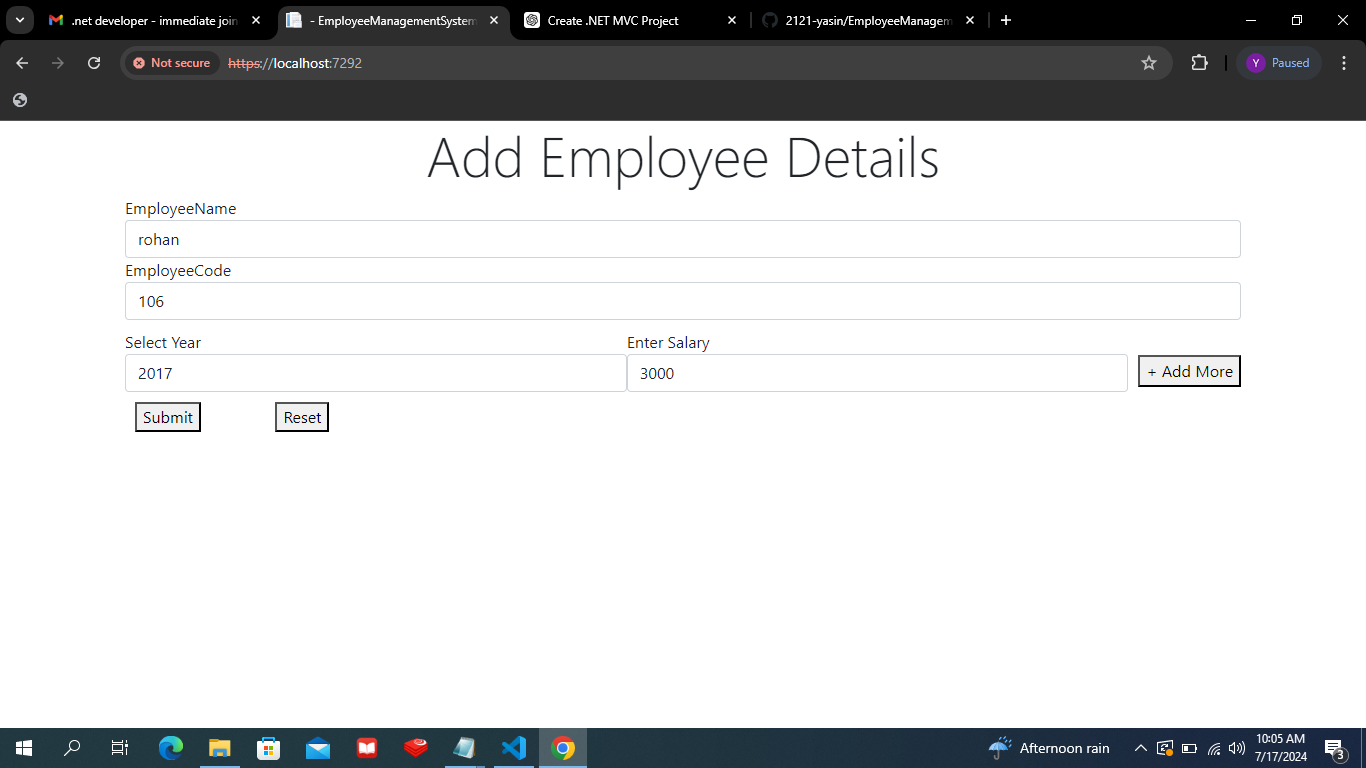 .net developer - immediate join
- EmployeeManagementSystem
Create .NET MVC Project
2121-yasin/EmployeeManagem
Not secure
https://localhost:7292
Y
Paused
Add Employee Details
EmployeeName
rohan
EmployeeCode
106
Select Year
Enter Salary
2017
3000
+ Add More
Submit
Reset
Afternoon rain
10:05 AM
7/17/2024
3